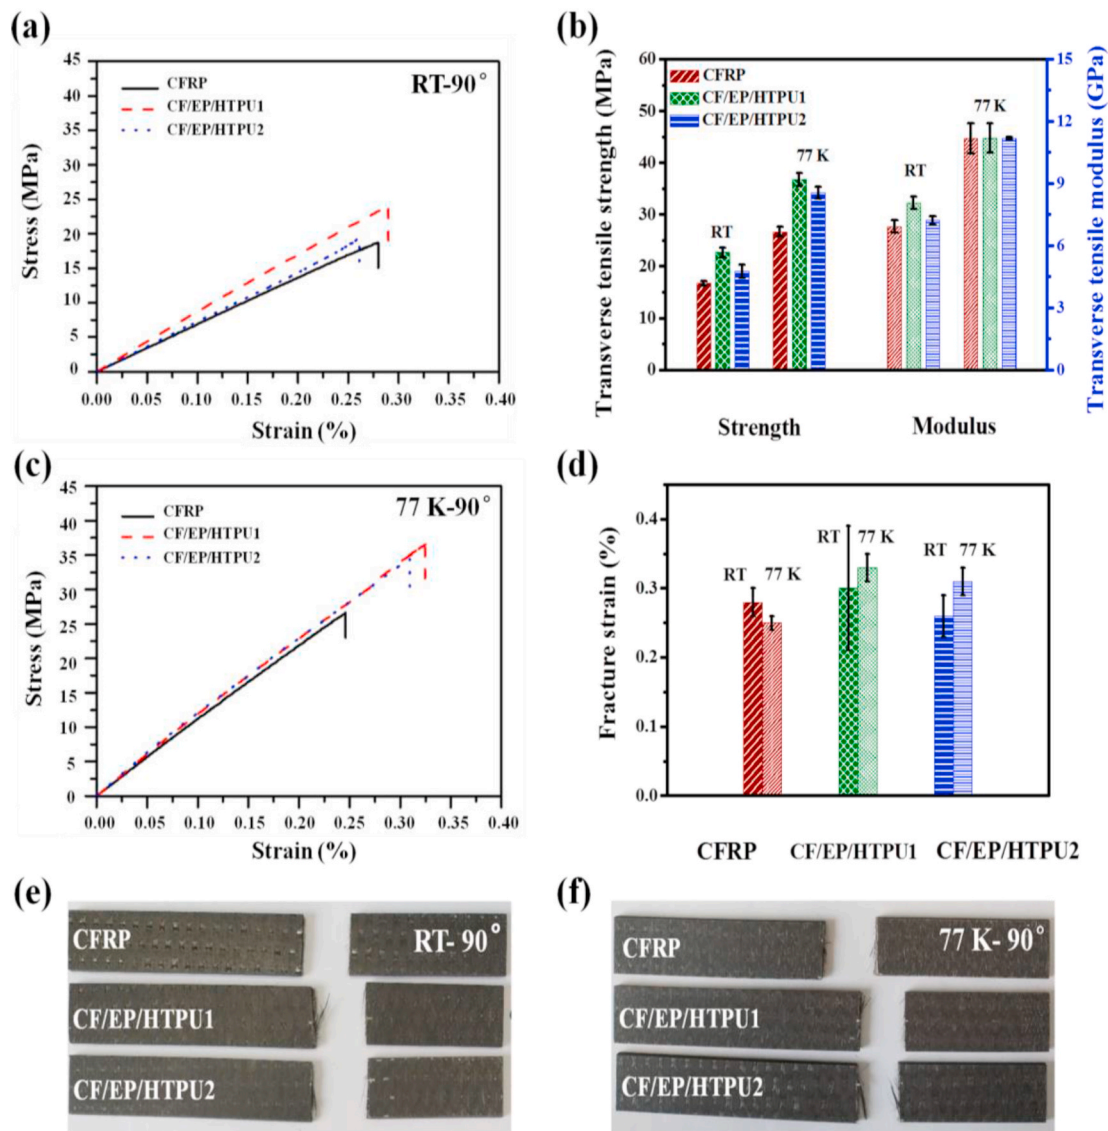 (a)
45
40
35
30
25
20
15
10
5
0
Stress (MPa)
CFRP
CF/EP/HTPU1
CF/EP/HTPU2
RT-90°
0.00 0.05 0.10 0.15 0.20 0.25 0.30 0.35 0.40
Strain (%)
(b)
60
50
40
30
20
10
0
Transverse tensile strength (MPa)
CFRP
CF/EP/HTPU1
CF/EP/HTPU2
RT
77 K
RT
77 K
15
12
9
6
3
0
Transverse tensile modulus (GPa)
Strength Modulus
(c)
45
40
35
30
25
20
15
10
5
0
Stress (MPa)
CFRP
CF/EP/HTPU1
CF/EP/HTPU2
77 K-90°
0.00 0.05 0.10 0.15 0.20 0.25 0.30 0.35 0.40
Strain (%)
(d)
0.4
0.3
0.2
0.1
0.0
Fracture strain (%)
RT 77 K
RT 77 K
RT 77 K
CFRP CF/EP/HTPU1 CF/EP/HTPU2
(e)
CFRP
RT- 90°
CF/EP/HTPU1
CF/EP/HTPU2
(f)
CFRP
77 K- 90°
CF/EP/HTPU1
CF/EP/HTPU2